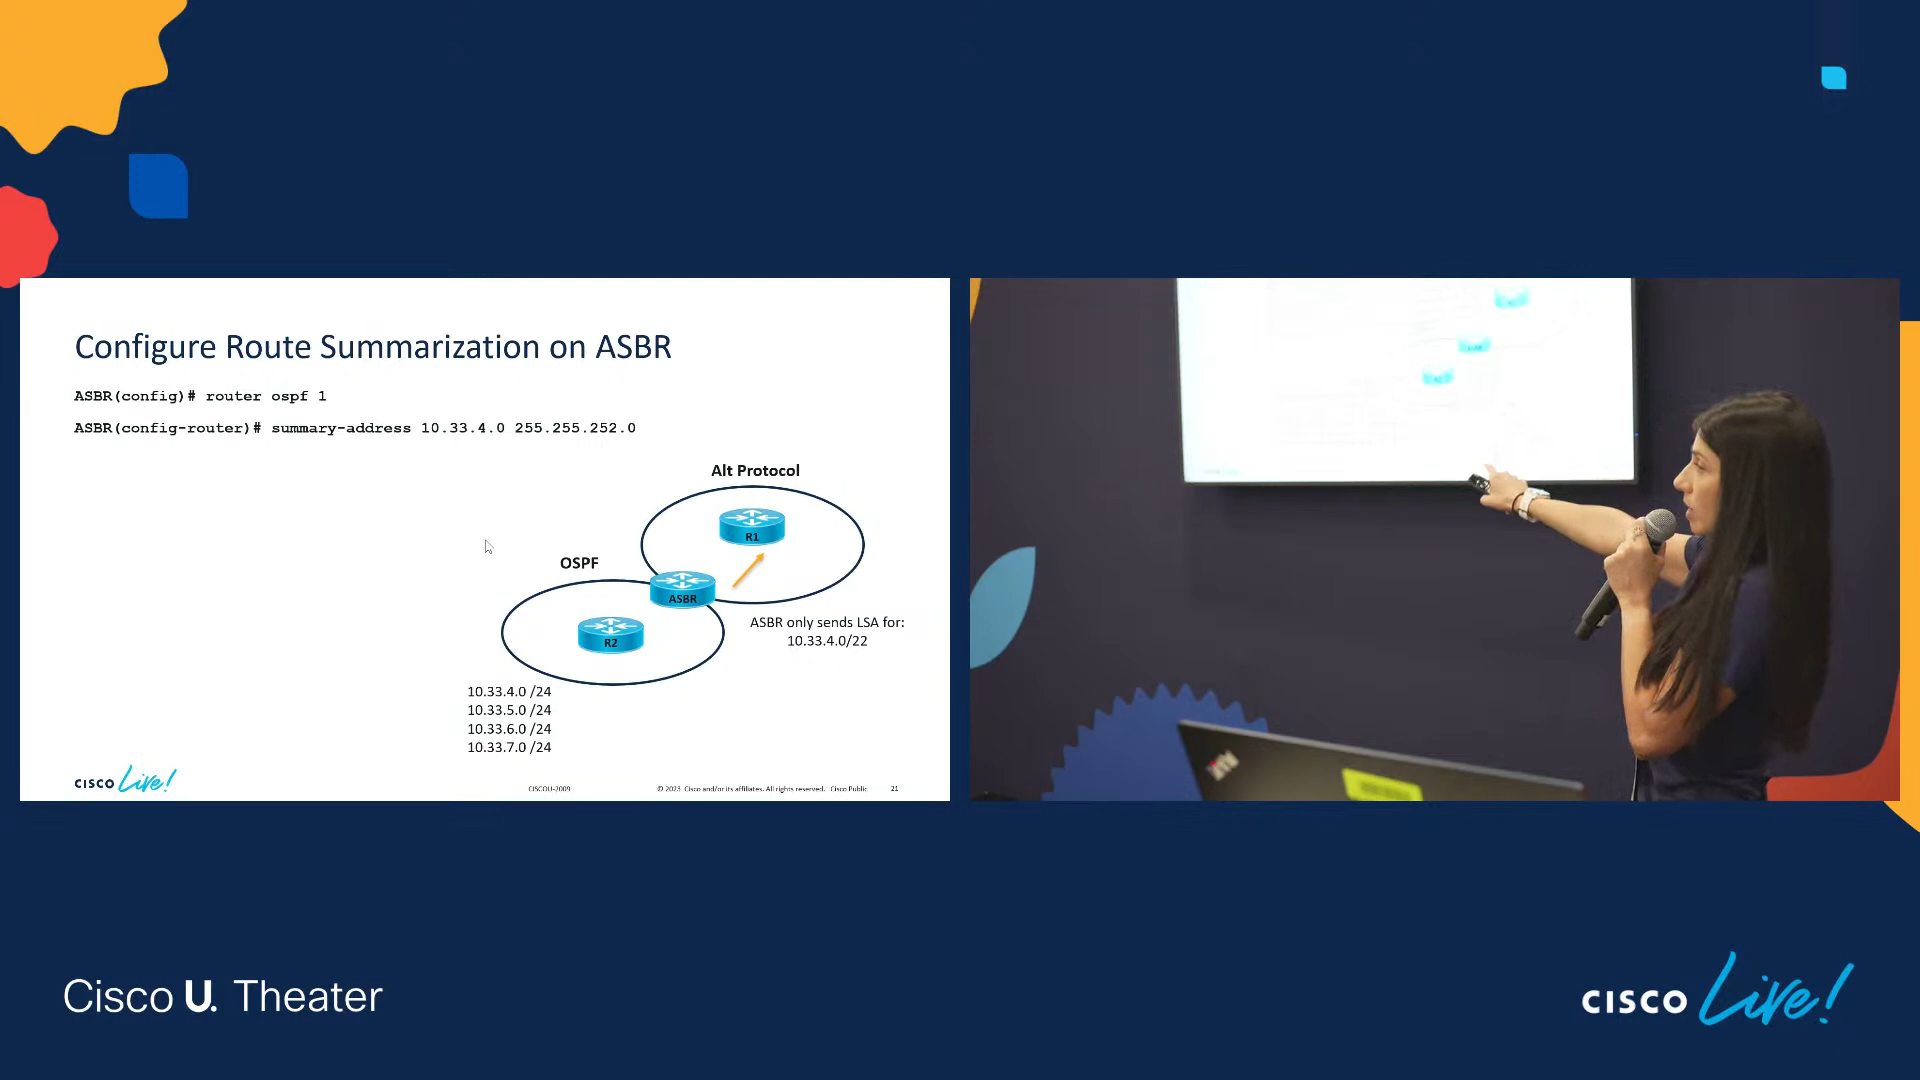 Configure Route Summarization on ASBR
ASBR(config)# router ospf 1
ASBR(config-router)# summary-address 10.33.4.0 255.255.252.0
Alt Protocol
R1
OSPF
ASBR
R2
ASBR only sends LSA for:
10.33.4.0/22
10.33.4.0 /24
10.33.5.0 /24
10.33.6.0 /24
10.33.7.0 /24
CISCO Live!
CISCOU-2009
© 2023 Cisco and/or its affiliates. All rights reserved. Cisco Public
21
Cisco U. Theater
CISCO Live!